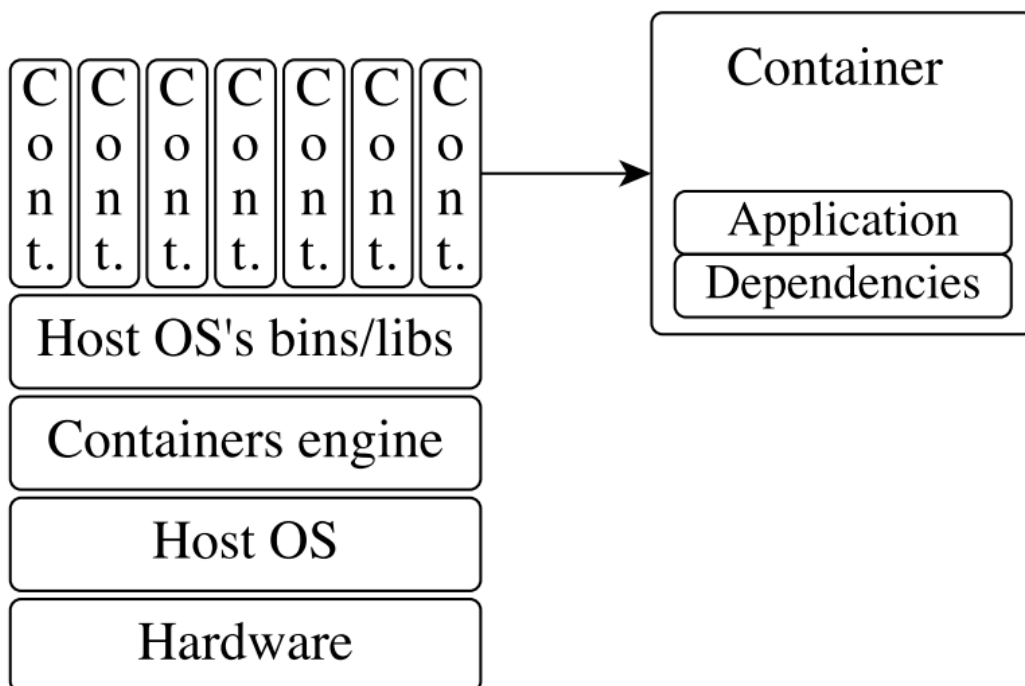 Cont.
Cont.
Cont.
Cont.
Cont.
Cont.
Cont.
Host OS's bins/libs
Containers engine
Host OS
Hardware
Container
Application
Dependencies